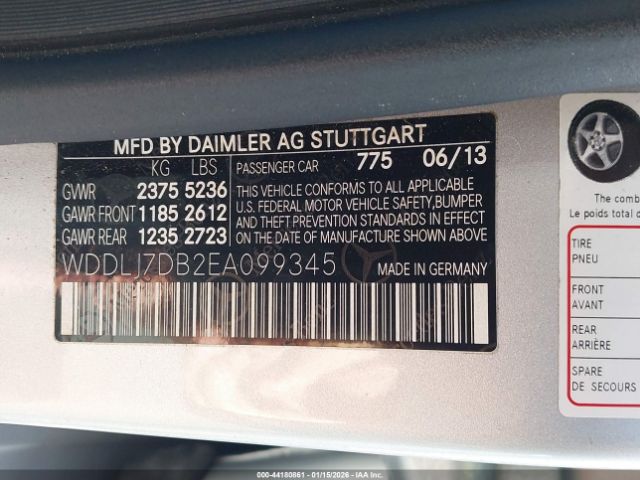 MFD BY DAIMLER AG STUTTGART
KG LBS PASSENGER CAR 775 06/13
GVWR 2375 5236
GAWR FRONT 1185 2612
GAWR REAR 1235 2723
THIS VEHICLE CONFORMS TO ALL APPLICABLE
U.S. FEDERAL MOTOR VEHICLE SAFETY, BUMPER
AND THEFT PREVENTION STANDARDS IN EFFECT
ON THE DATE OF MANUFACTURE SHOWN ABOVE
WDDLJ7DB2EA099345 MADE IN GERMANY
The comb
Le poids total d
TIRE
PNEU
FRONT
AVANT
REAR
ARRIÈRE
SPARE
DE SECOURS
000-44180861 - 01/15/2026 - IAA, Inc.